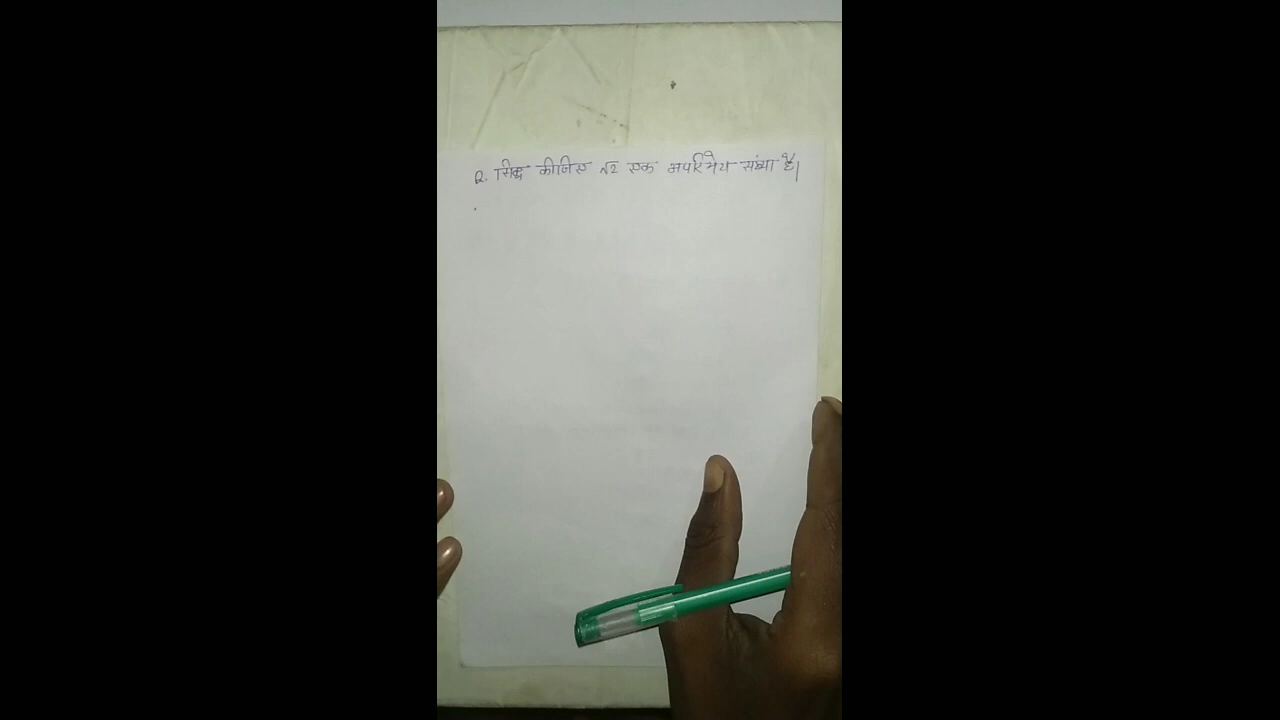 Q. सिद्ध कीजिए √2 एक अपरिमेय संख्या है।